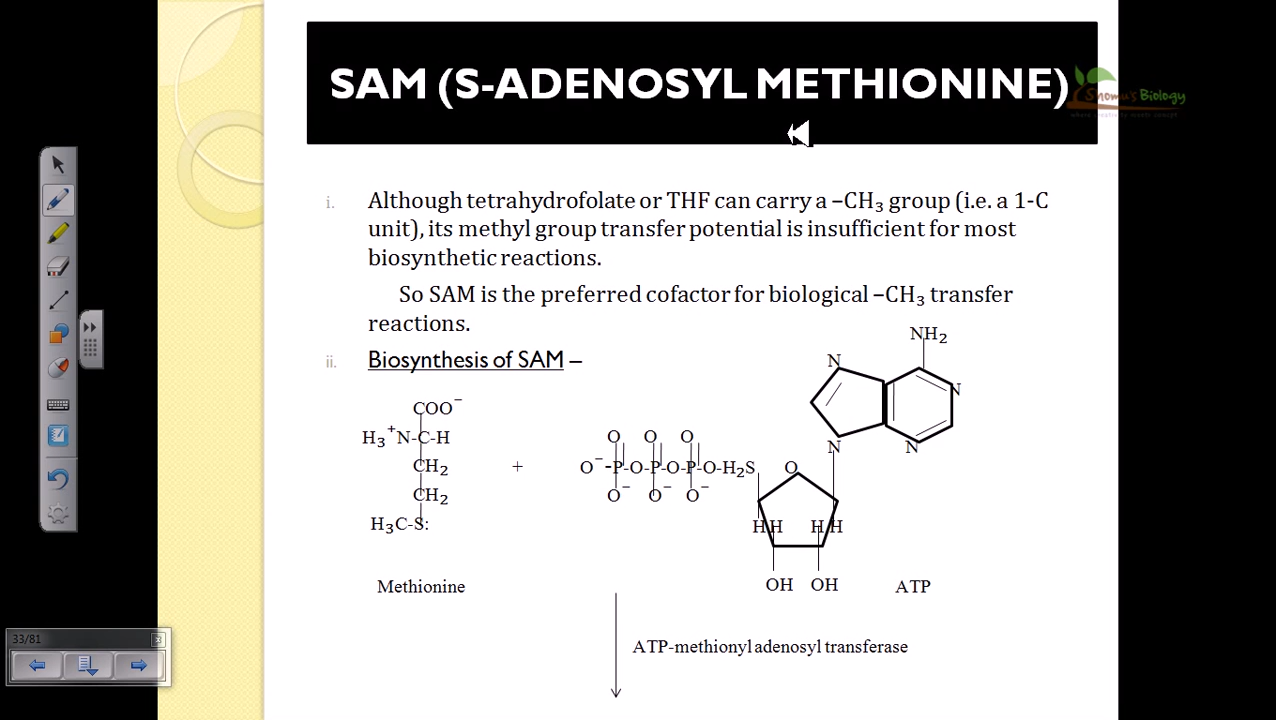 SAM (S-ADENOSYL METHIONINE)
Shomu's Biology
i. Although tetrahydrofolate or THF can carry a –CH₃ group (i.e. a 1-C
unit), its methyl group transfer potential is insufficient for most
biosynthetic reactions.
So SAM is the preferred cofactor for biological –CH₃ transfer
reactions.
ii. Biosynthesis of SAM –
NH₂
N
N
COO⁻
H₃⁺N-C-H
O O O
N N
CH₂ + O⁻-P-O-P-O-P-O-H₂S O
CH₂
O⁻ O⁻ O⁻
H₃C-S:
H H H H
Methionine
OH OH
ATP
ATP-methionyl adenosyl transferase
33/81